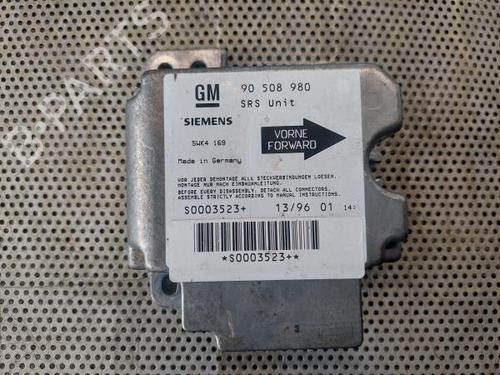 B-PARTS
GM 90 508 980
SRS Unit
SIEMENS
5WK4 169
VORNE
FORWARD
Made in Germany
VOR JEDER DEMONTAGE ALLE STECKVERBINDUNGEN LOESEN.
MONTAGE NUR NACH EINBAUANLEITUNG.
BEFORE EVERY DISASSEMBLY, DETACH ALL CONNECTORS.
ASSEMBLE STRICTLY ACCORDING TO MANUAL INSTRUCTIONS.
S0003523+ 13/96 01 14:
*S0003523+*